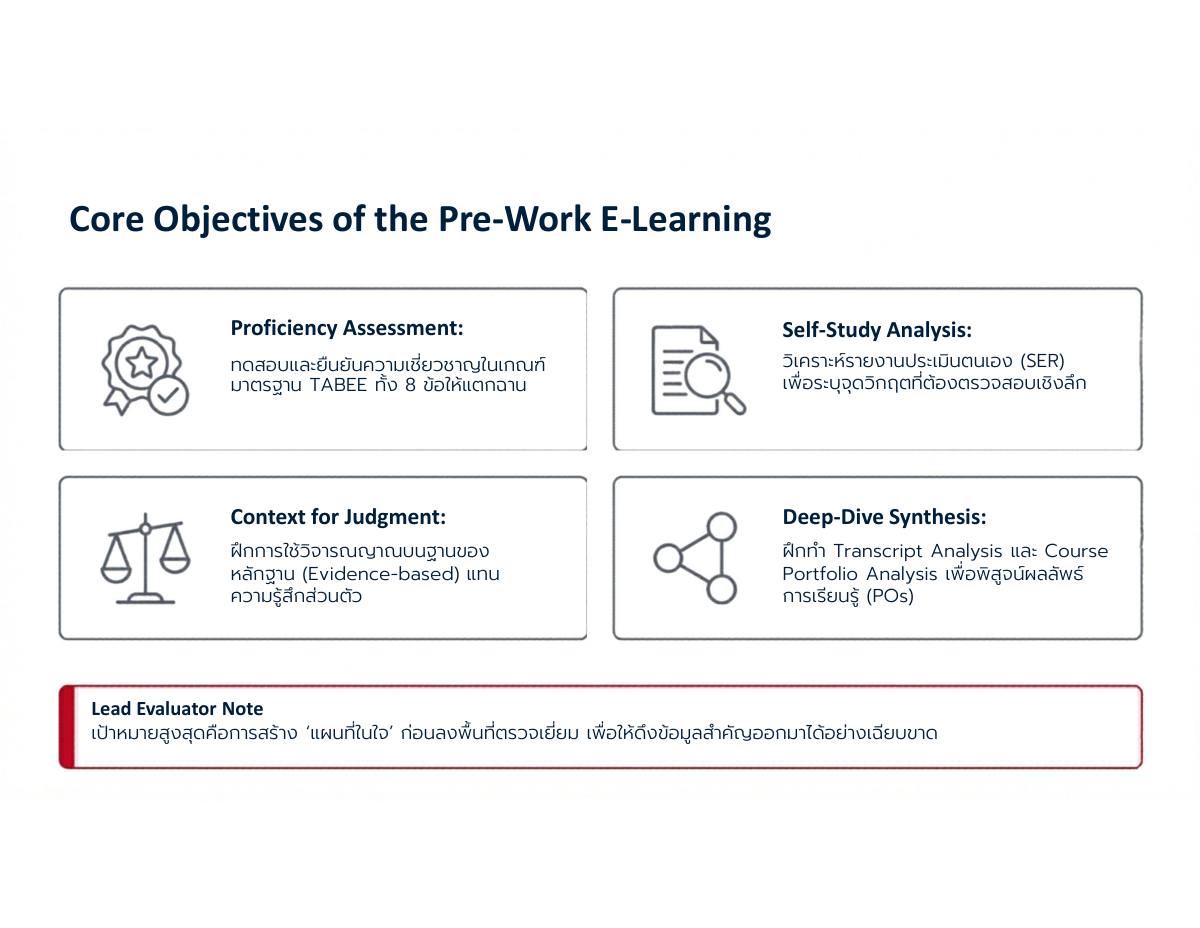 Core Objectives of the Pre-Work E-Learning
Proficiency Assessment:
ทดสอบและยืนยันความเชี่ยวชาญในเกณฑ์
มาตรฐาน TABEE ทั้ง 8 ข้อให้แตกฉาน
Self-Study Analysis:
วิเคราะห์รายงานประเมินตนเอง (SER)
เพื่อระบุจุดวิกฤตที่ต้องตรวจสอบเชิงลึก
Context for Judgment:
ฝึกการใช้วิจารณญาณบนฐานของ
หลักฐาน (Evidence-based) แทน
ความรู้สึกส่วนตัว
Deep-Dive Synthesis:
ฝึกทำ Transcript Analysis และ Course
Portfolio Analysis เพื่อพิสูจน์ผลลัพธ์
การเรียนรู้ (POs)
Lead Evaluator Note
เป้าหมายสูงสุดคือการสร้าง ‘แผนที่ในใจ’ ก่อนลงพื้นที่ตรวจเยี่ยม เพื่อให้ดึงข้อมูลสำคัญออกมาได้อย่างเฉียบขาด